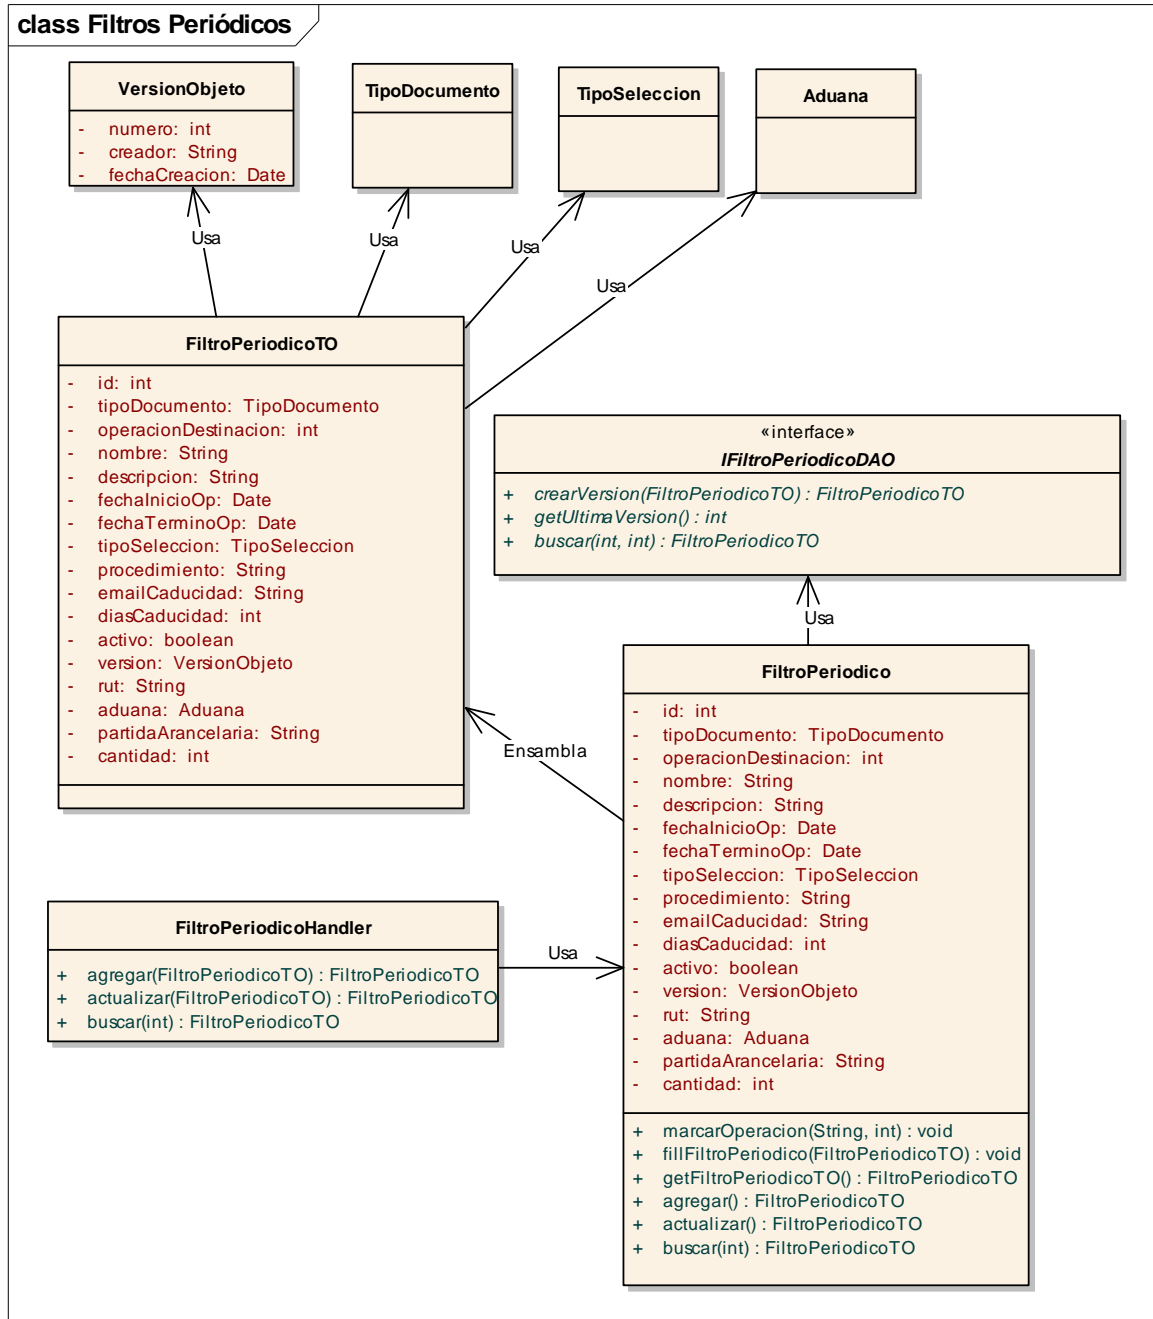 class Filtros Periódicos
VersionObjeto
- numero: int
- creador: String
- fechaCreacion: Date
TipoDocumento
TipoSeleccion
Aduana
Usa
Usa
Usa
Usa
FiltroPeriodicoTO
- id: int
- tipoDocumento: TipoDocumento
- operacionDestinacion: int
- nombre: String
- descripcion: String
- fechaInicioOp: Date
- fechaTerminoOp: Date
- tipoSeleccion: TipoSeleccion
- procedimiento: String
- emailCaducidad: String
- diasCaducidad: int
- activo: boolean
- version: VersionObjeto
- rut: String
- aduana: Aduana
- partidaArancelaria: String
- cantidad: int
«interface»
IFiltroPeriodicoDAO
+ crearVersion(FiltroPeriodicoTO) : FiltroPeriodicoTO
+ getUltimaVersion() : int
+ buscar(int, int) : FiltroPeriodicoTO
Usa
Ensambla
FiltroPeriodico
- id: int
- tipoDocumento: TipoDocumento
- operacionDestinacion: int
- nombre: String
- descripcion: String
- fechaInicioOp: Date
- fechaTerminoOp: Date
- tipoSeleccion: TipoSeleccion
- procedimiento: String
- emailCaducidad: String
- diasCaducidad: int
- activo: boolean
- version: VersionObjeto
- rut: String
- aduana: Aduana
- partidaArancelaria: String
- cantidad: int
+ marcarOperacion(String, int) : void
+ fillFiltroPeriodico(FiltroPeriodicoTO) : void
+ getFiltroPeriodicoTO() : FiltroPeriodicoTO
+ agregar() : FiltroPeriodicoTO
+ actualizar() : FiltroPeriodicoTO
+ buscar(int) : FiltroPeriodicoTO
FiltroPeriodicoHandler
+ agregar(FiltroPeriodicoTO) : FiltroPeriodicoTO
+ actualizar(FiltroPeriodicoTO) : FiltroPeriodicoTO
+ buscar(int) : FiltroPeriodicoTO
Usa